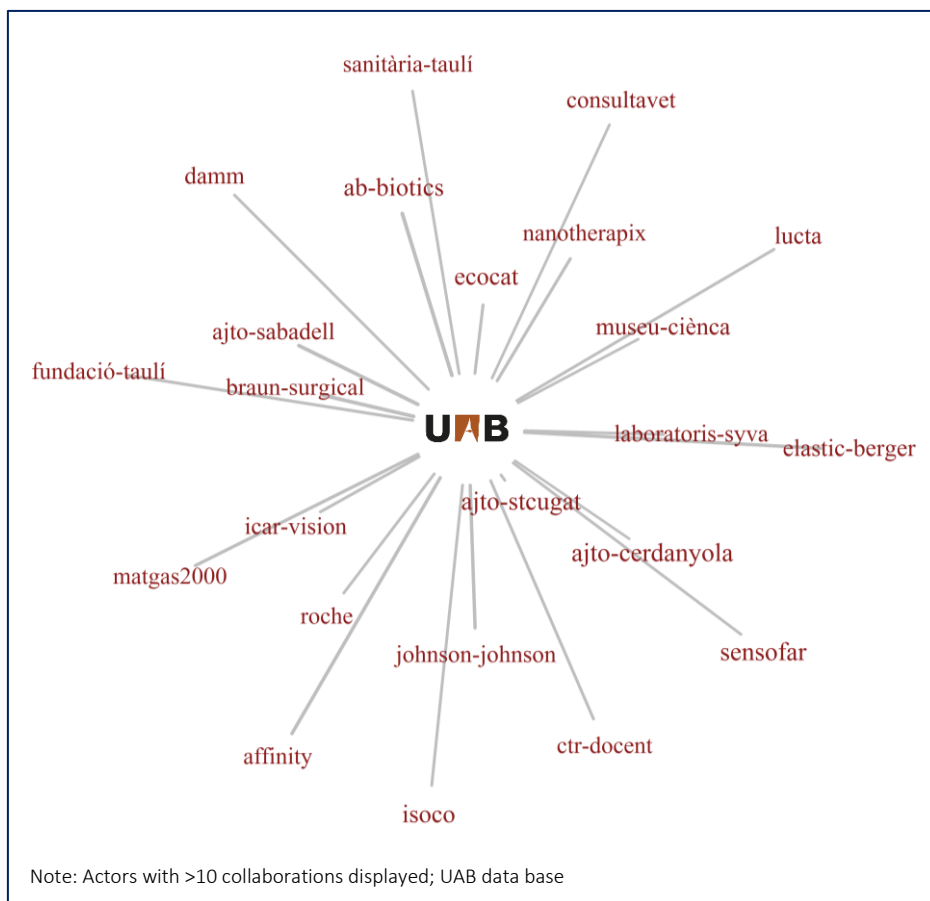 sanitària-taulí
consultavet
damm
ab-biotics
nanotherapix
lucta
ecocat
ajto-sabadell
museu-ciènca
fundació-taulí
braun-surgical
UAB
laboratoris-syva
elastic-berger
ajto-stcugat
icar-vision
ajto-cerdanyola
matgas2000
roche
johnson-johnson
sensofar
ctr-docent
affinity
isoco
Note: Actors with >10 collaborations displayed; UAB data base